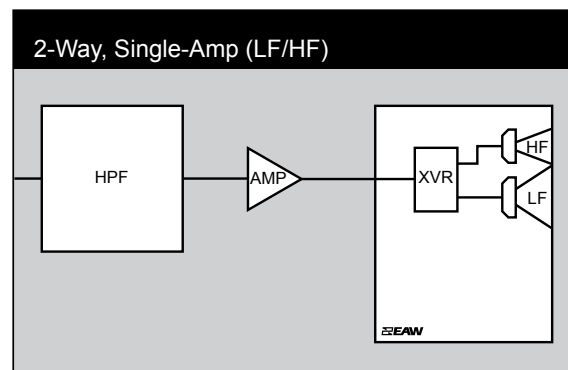 2-Way, Single-Amp (LF/HF)
HPF
AMP
XVR
HF
LF
EAW